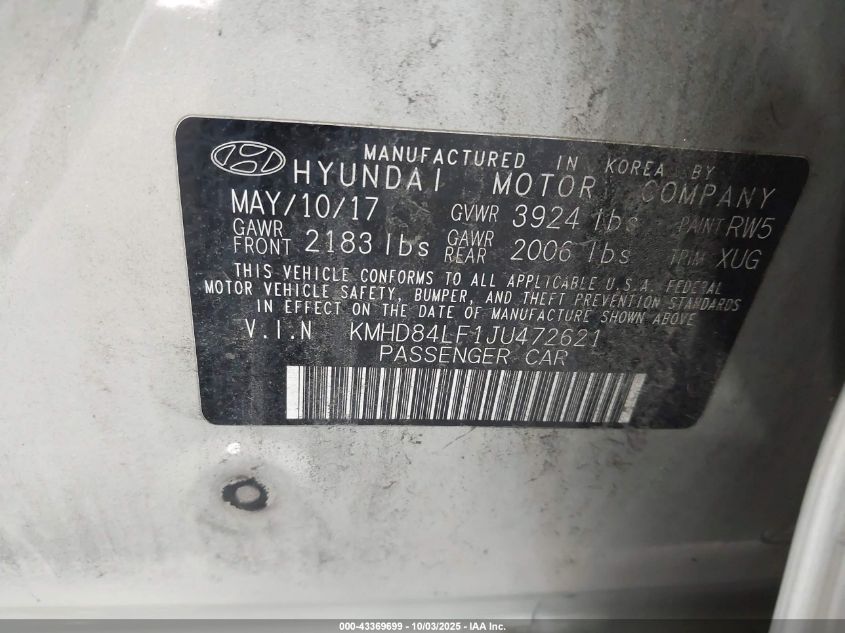 MANUFACTURED IN KOREA BY
HYUNDAI MOTOR COMPANY
MAY/10/17 GVWR 3924 lbs PAINT RW5
GAWR FRONT 2183 lbs GAWR REAR 2006 lbs TRIM XUG
THIS VEHICLE CONFORMS TO ALL APPLICABLE U.S.A. FEDERAL
MOTOR VEHICLE SAFETY, BUMPER, AND THEFT PREVENTION STANDARDS
IN EFFECT ON THE DATE OF MANUFACTURE SHOWN ABOVE
V.I.N KMHD84LF1JU472621
PASSENGER CAR
000-43369699 - 10/03/2025 - IAA Inc.